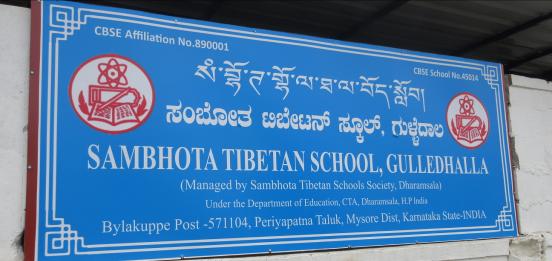 CBSE Affiliation No.890001
CBSE School No.45014
སཾ་བྷོ་ཊ་གུ་ལ་ཧ་ལ་བོད་སློབ།
ಸಂಬೋತ ಟಿಬೇಟನ್ ಸ್ಕೂಲ್, ಗುಳ್ಳೆದಾಲ
SAMBHOTA TIBETAN SCHOOL, GULLEDHALLA
(Managed by Sambhota Tibetan Schools Society, Dharamsala)
Under the Department of Education, CTA, Dharamsala, H.P India
Bylakuppe Post -571104, Periyapatna Taluk, Mysore Dist, Karnataka State-INDIA